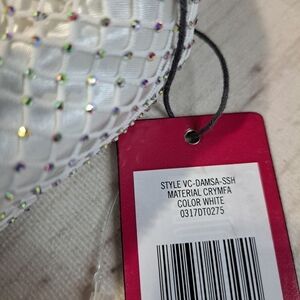 STYLE VC-DAMSA-SSH
MATERIAL CRYMFA
COLOR WHITE
0317DT0275